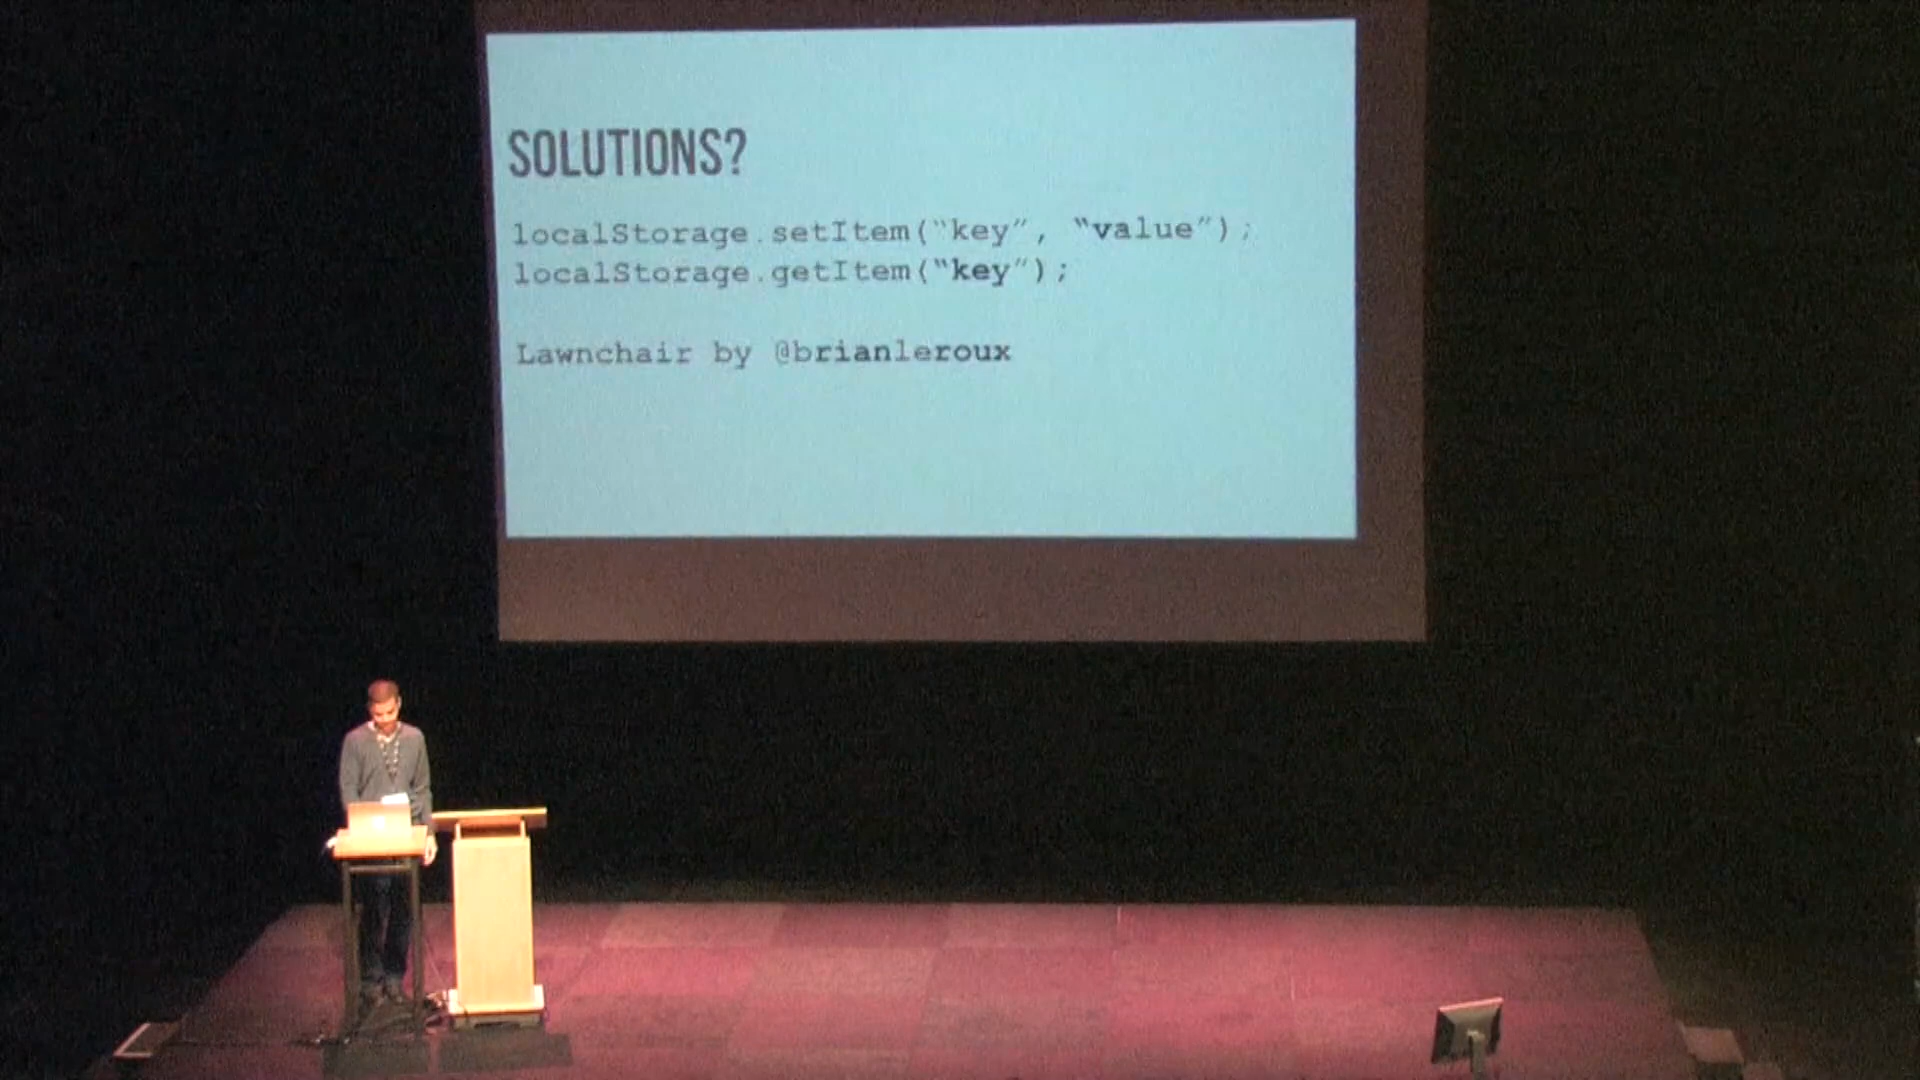 SOLUTIONS?
localStorage.setItem(“key”, “value”);
localStorage.getItem(“key”);
Lawnchair by @brianleroux